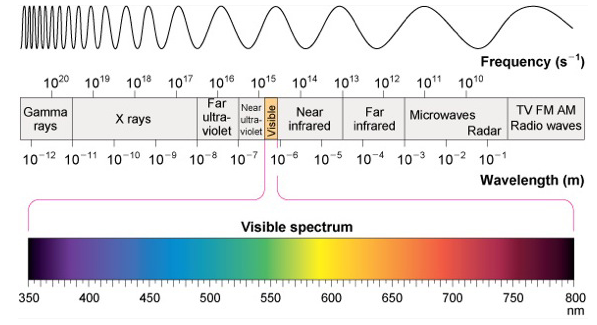 Frequency (s⁻¹)
10²⁰ 10¹⁹ 10¹⁸ 10¹⁷ 10¹⁶ 10¹⁵ 10¹⁴ 10¹³ 10¹² 10¹¹ 10¹⁰
Gamma
rays
X rays
Far
ultra-
violet
Near
ultra-
violet
Visible
Near
infrared
Far
infrared
Microwaves
Radar
TV FM AM
Radio waves
10⁻¹² 10⁻¹¹ 10⁻¹⁰ 10⁻⁹ 10⁻⁸ 10⁻⁷ 10⁻⁶ 10⁻⁵ 10⁻⁴ 10⁻³ 10⁻² 10⁻¹
Wavelength (m)
Visible spectrum
350 400 450 500 550 600 650 700 750 800
nm